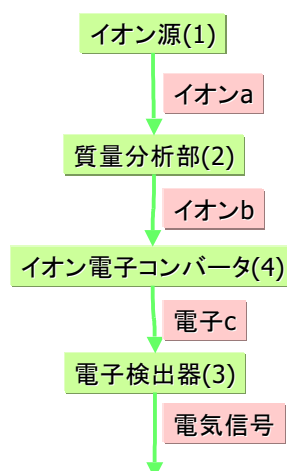 イオン源(1)
イオンa
質量分析部(2)
イオンb
イオン電子コンバータ(4)
電子c
電子検出器(3)
電気信号